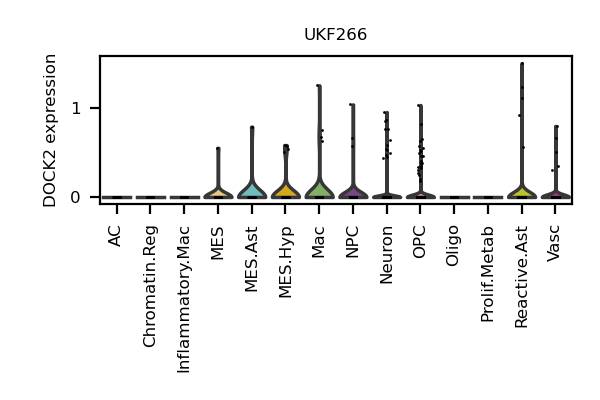 UKF266
DOCK2 expression
1
0
AC
Chromatin.Reg
Inflammatory.Mac
MES
MES.Ast
MES.Hyp
Mac
NPC
Neuron
OPC
Oligo
Prolif.Metab
Reactive.Ast
Vasc